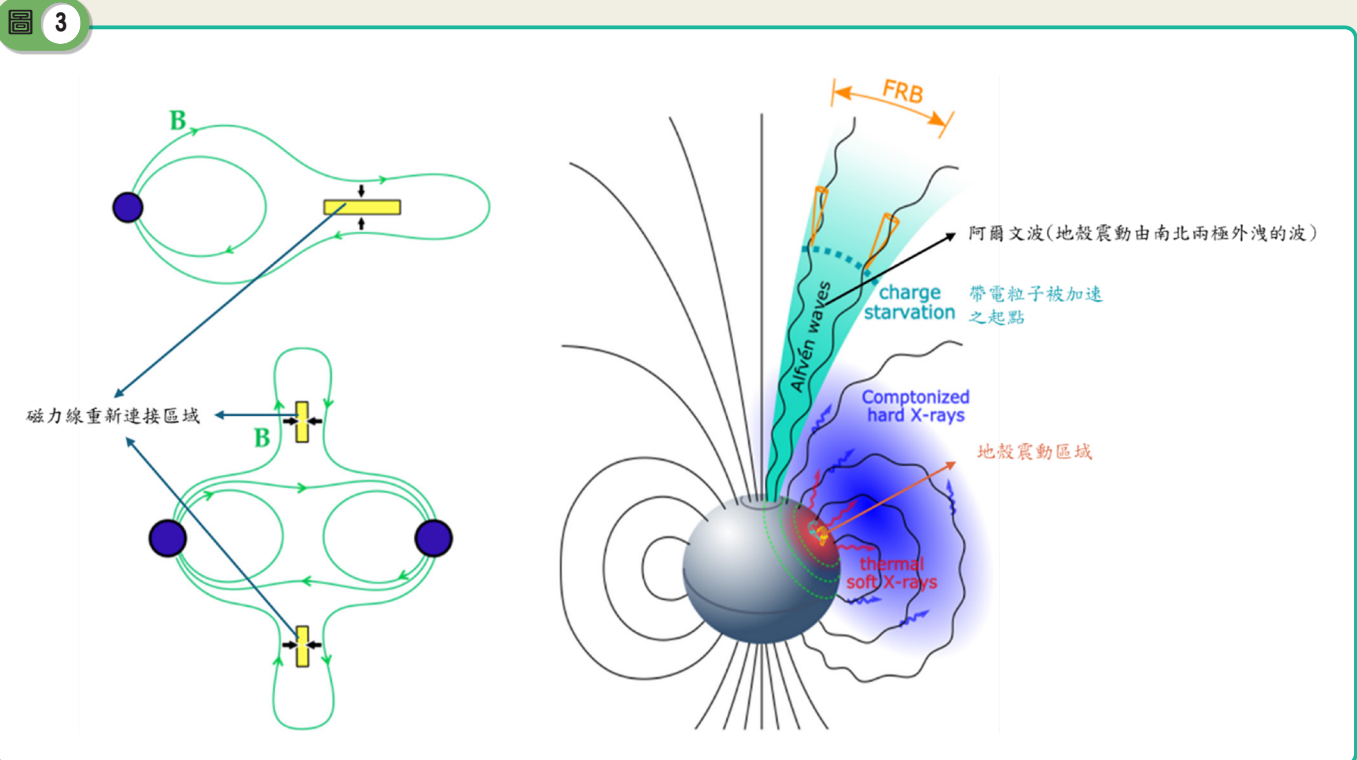 圖 3
B
磁力線重新連接區域
B
FRB
阿爾文波(地殼震動由南北兩極外洩的波)
Alfvén waves
charge
starvation
帶電粒子被加速
之起點
Comptonized
hard X-rays
地殼震動區域
thermal
soft X-rays